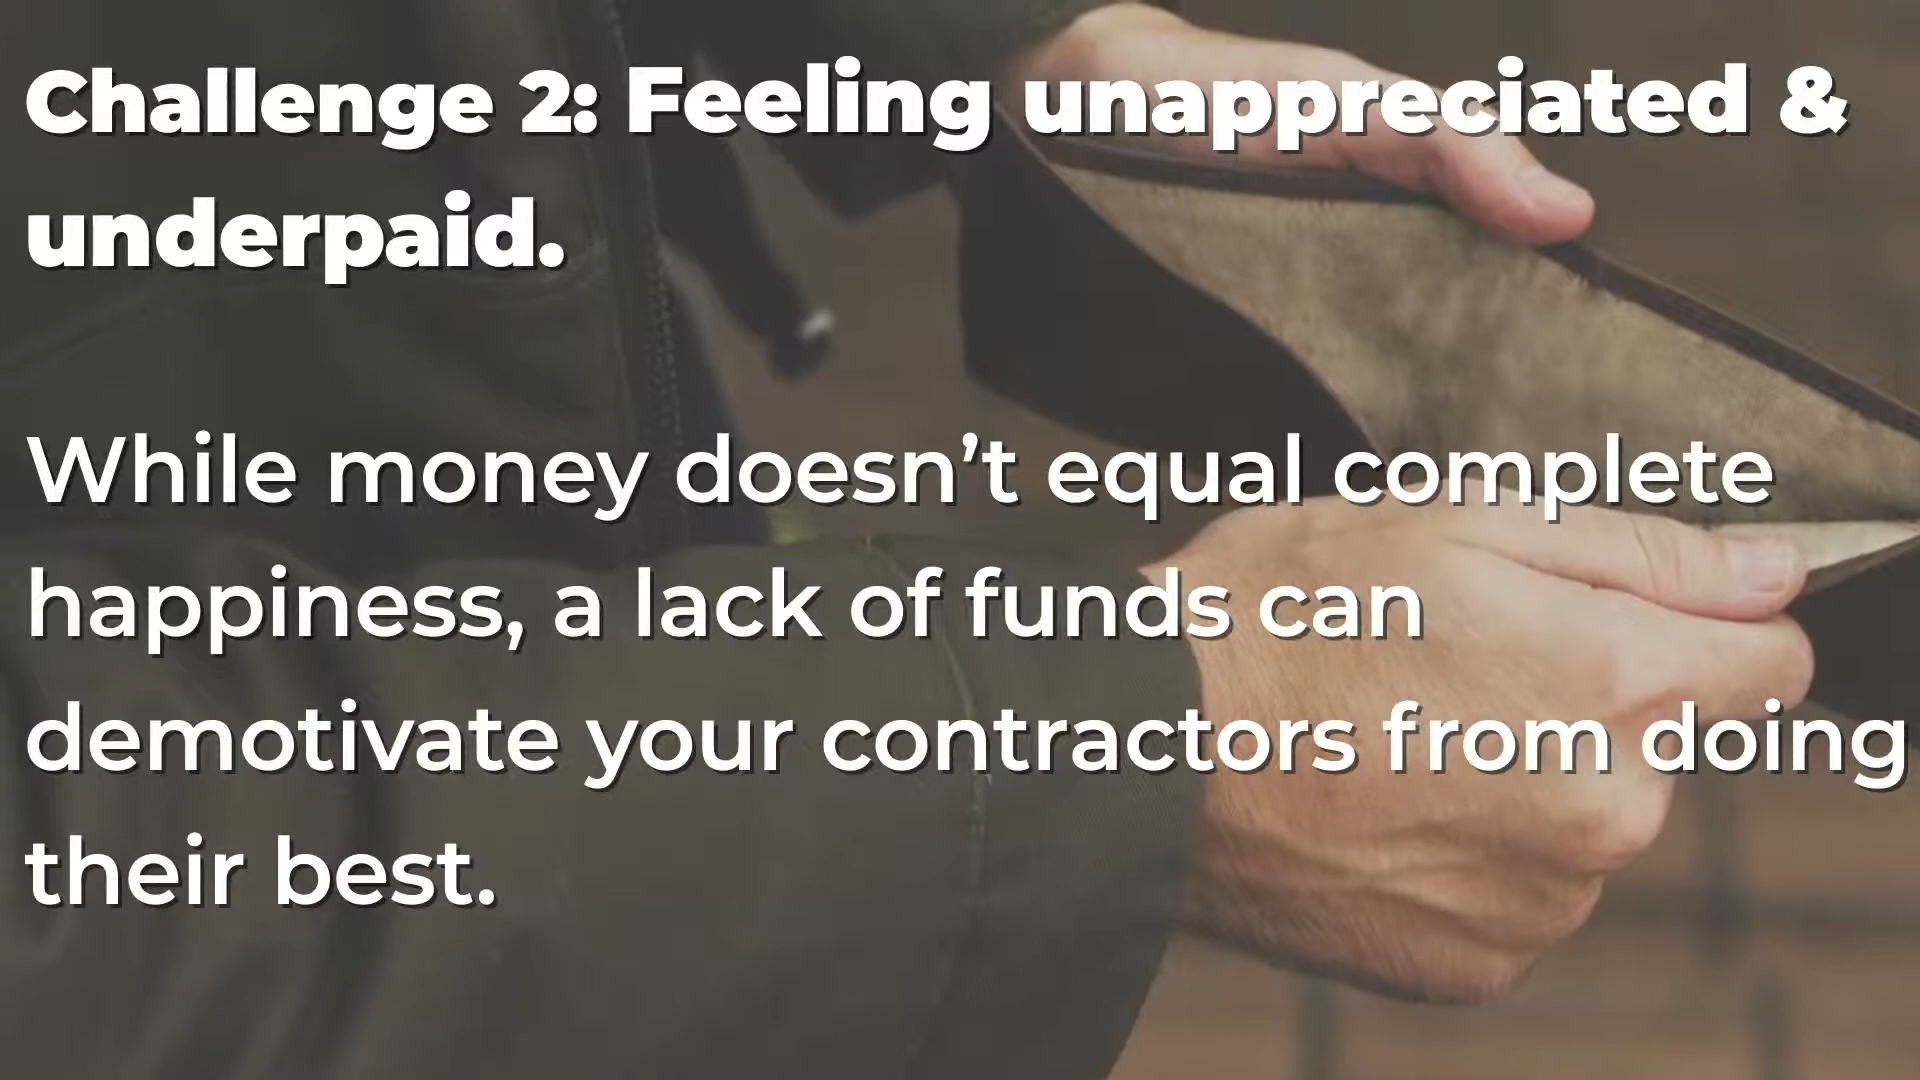 Challenge 2: Feeling unappreciated &
underpaid.
While money doesn’t equal complete
happiness, a lack of funds can
demotivate your contractors from doing
their best.